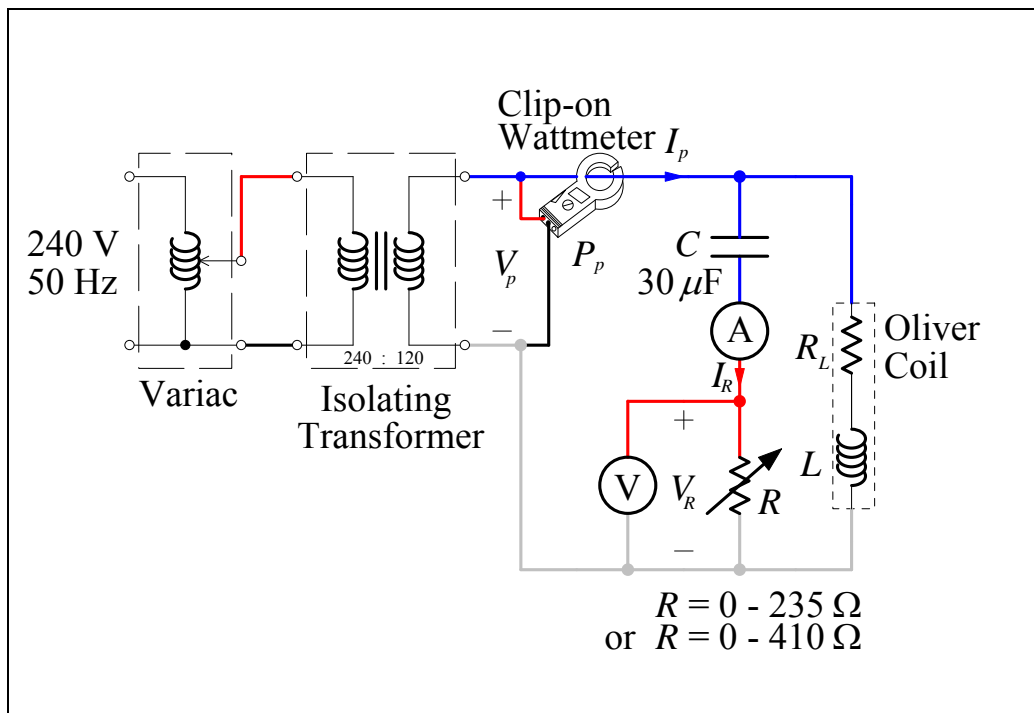 Clip-on
Wattmeter
I_p
240 V
50 Hz
+
V_p
−
P_p
C
30 μF
A
I_R
240 : 120
Variac
Isolating
Transformer
R_L
Oliver
Coil
L
+
V
V_R
R
−
R = 0 - 235 Ω
or R = 0 - 410 Ω